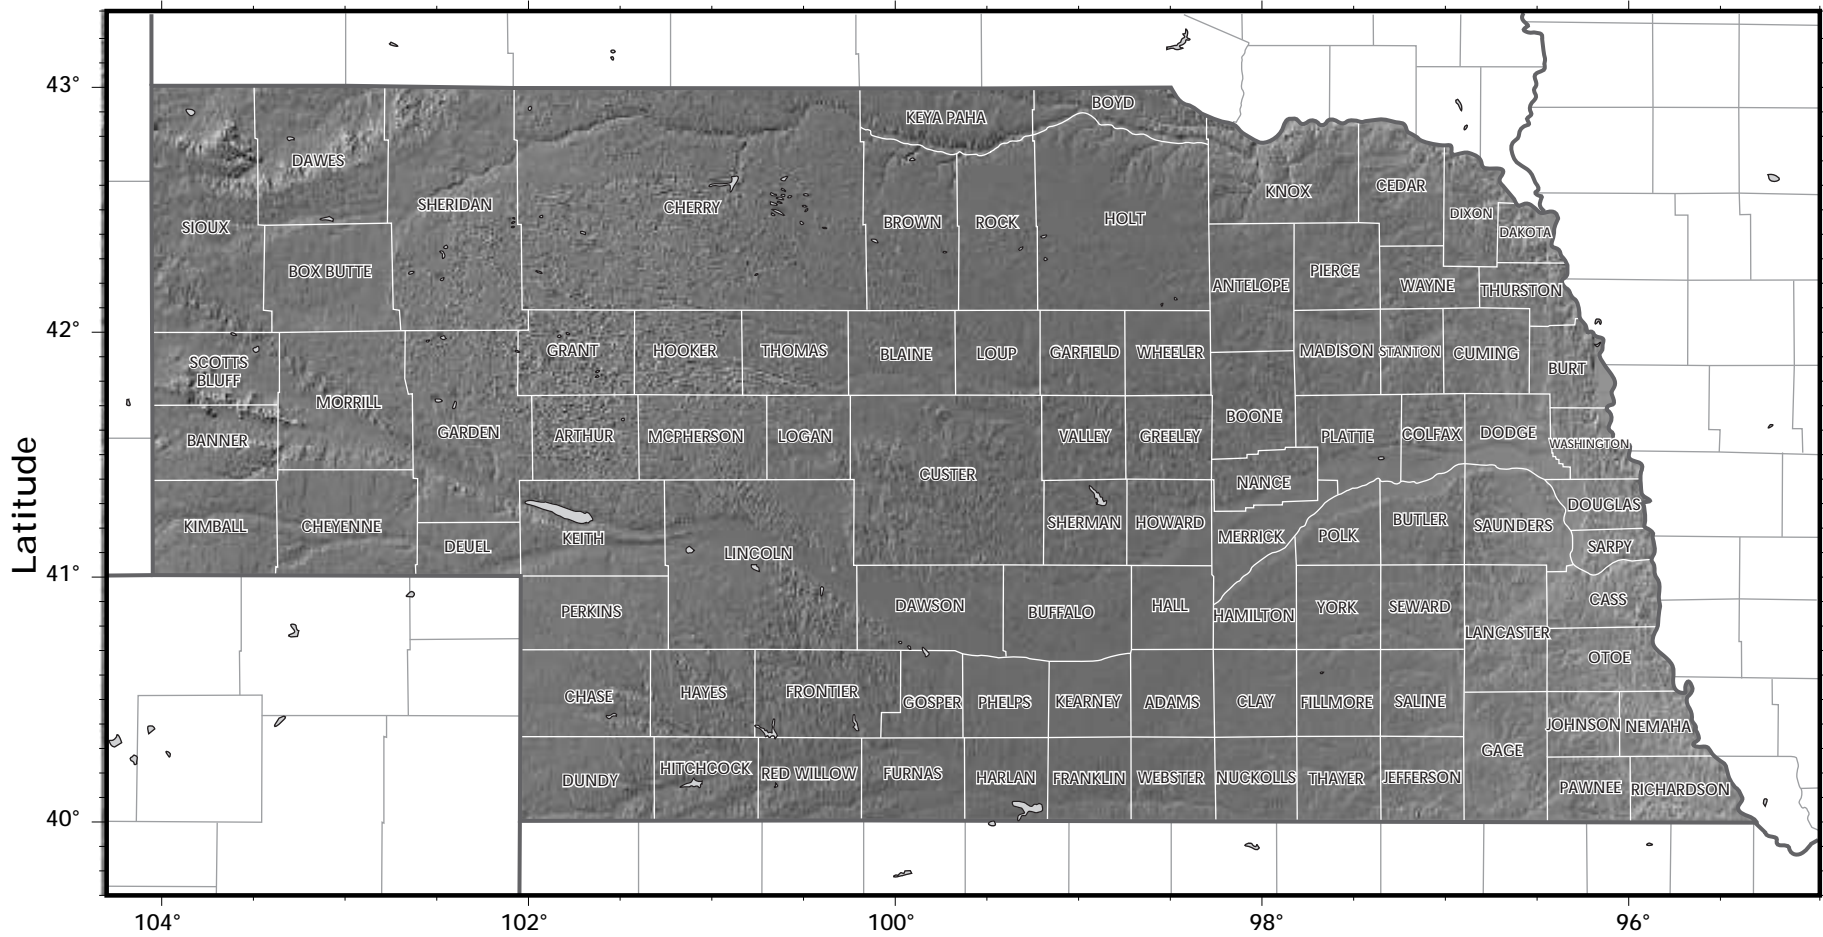 43°
BOYD
KEYA PAHA
DAWES
CEDAR
KNOX
SHERIDAN
CHERRY
DIXON
HOLT
BROWN
ROCK
SIOUX
DAKOTA
BOX BUTTE
PIERCE
ANTELOPE
WAYNE
THURSTON
42°
GRANT
HOOKER
THOMAS
BLAINE
LOUP
GARFIELD
WHEELER
MADISON
STANTON
CUMING
SCOTTS
BLUFF
BURT
MORRILL
BOONE
GARDEN
DODGE
COLFAX
BANNER
ARTHUR
MCPHERSON
LOGAN
VALLEY
GREELEY
PLATTE
WASHINGTON
CUSTER
NANCE
Latitude
DOUGLAS
KIMBALL
CHEYENNE
SHERMAN
HOWARD
BUTLER
SAUNDERS
KEITH
MERRICK
POLK
DEUEL
LINCOLN
SARPY
41°
PERKINS
DAWSON
BUFFALO
HALL
HAMILTON
YORK
SEWARD
CASS
LANCASTER
OTOE
CHASE
HAYES
FRONTIER
GOSPER
PHELPS
KEARNEY
ADAMS
CLAY
FILLMORE
SALINE
JOHNSON
NEMAHA
GAGE
DUNDY
HITCHCOCK
RED WILLOW
FURNAS
HARLAN
FRANKLIN
WEBSTER
NUCKOLLS
THAYER
JEFFERSON
PAWNEE
RICHARDSON
40°
104°
102°
100°
98°
96°